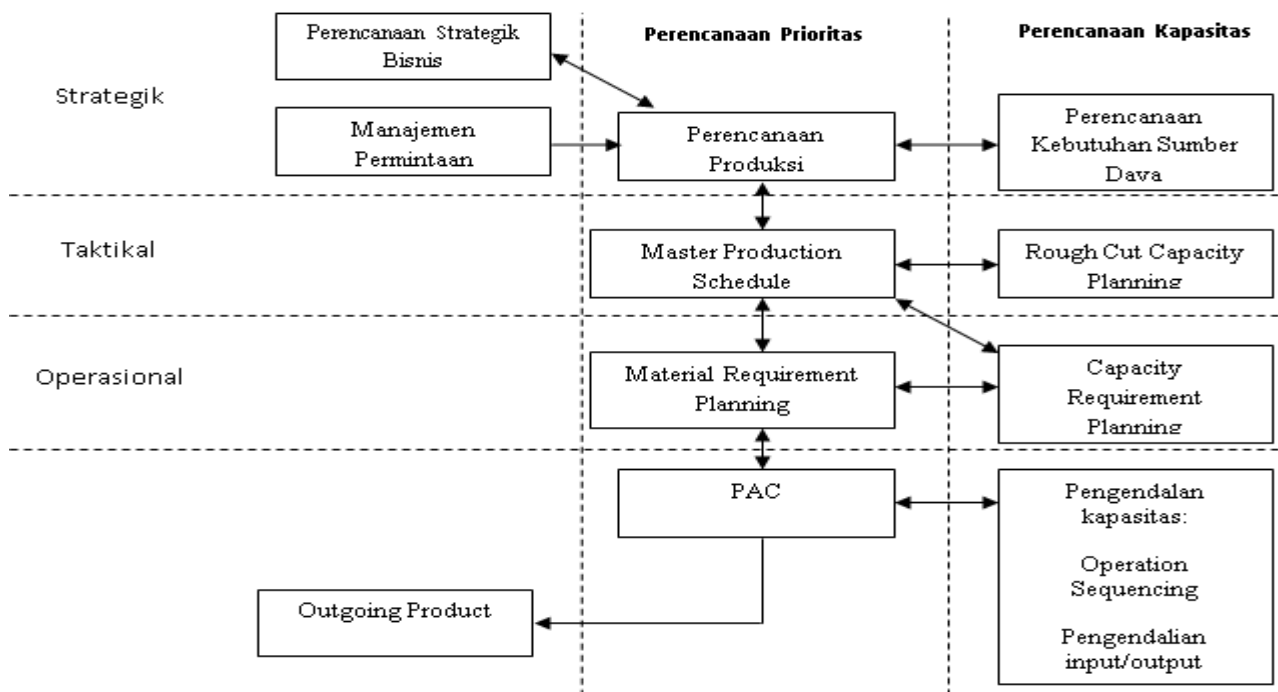 Perencanaan Strategik
Bisnis
Perencanaan Prioritas
Perencanaan Kapasitas
Strategik
Manajemen
Permintaan
Perencanaan
Produksi
Perencanaan
Kebutuhan Sumber
Dava
Taktikal
Master Production
Schedule
Rough Cut Capacity
Planning
Operasional
Material Requirement
Planning
Capacity
Requirement
Planning
PAC
Pengendalan
kapasitas:
Operation
Sequencing
Pengendalian
input/output
Outgoing Product